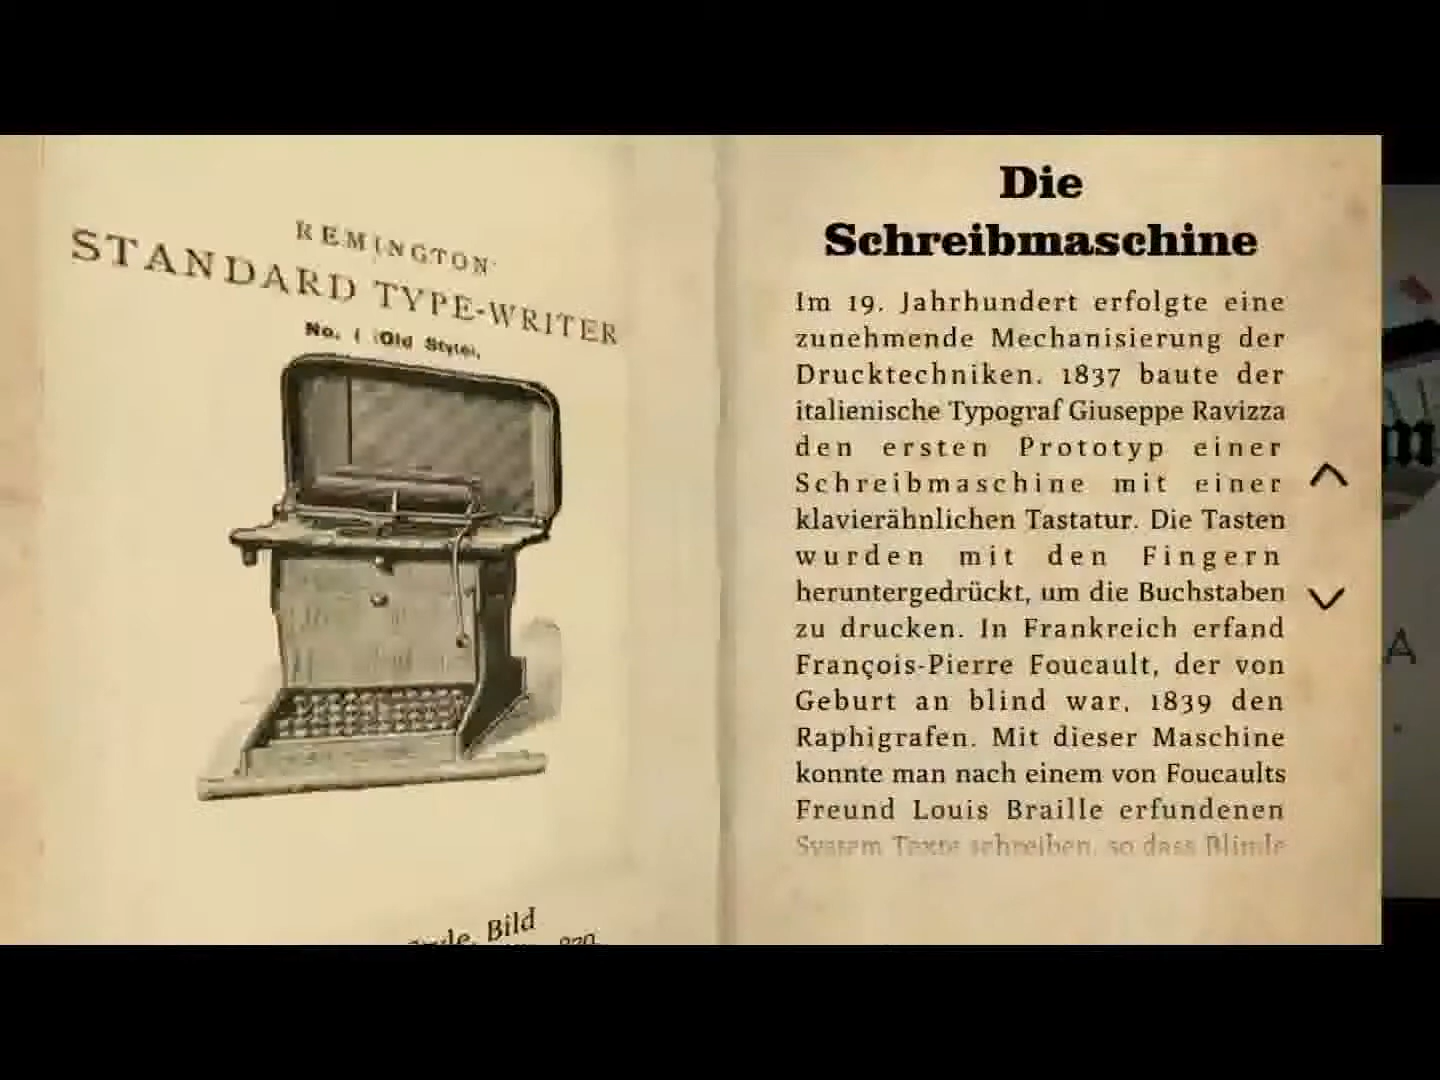 REMINGTON
STANDARD TYPE-WRITER
No. 1 (Old Style).
Bild
Die
Schreibmaschine
Im 19. Jahrhundert erfolgte eine
zunehmende Mechanisierung der
Drucktechniken. 1837 baute der
italienische Typograf Giuseppe Ravizza
den ersten Prototyp einer
Schreibmaschine mit einer
klavierähnlichen Tastatur. Die Tasten
wurden mit den Fingern
heruntergedrückt, um die Buchstaben
zu drucken. In Frankreich erfand
François-Pierre Foucault, der von
Geburt an blind war, 1839 den
Raphigrafen. Mit dieser Maschine
konnte man nach einem von Foucaults
Freund Louis Braille erfundenen
System Texte schreiben, so dass Blinde
A